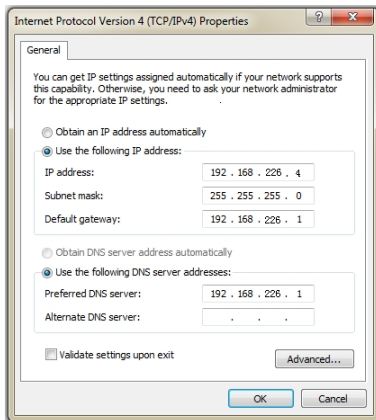 Internet Protocol Version 4 (TCP/IPv4) Properties
General
You can get IP settings assigned automatically if your network supports
this capability. Otherwise, you need to ask your network administrator
for the appropriate IP settings.
Obtain an IP address automatically
Use the following IP address:
IP address: 192 . 168 . 226 . 4
Subnet mask: 255 . 255 . 255 . 0
Default gateway: 192 . 168 . 226 . 1
Obtain DNS server address automatically
Use the following DNS server addresses:
Preferred DNS server: 192 . 168 . 226 . 1
Alternate DNS server: . . .
Validate settings upon exit
Advanced...
OK Cancel